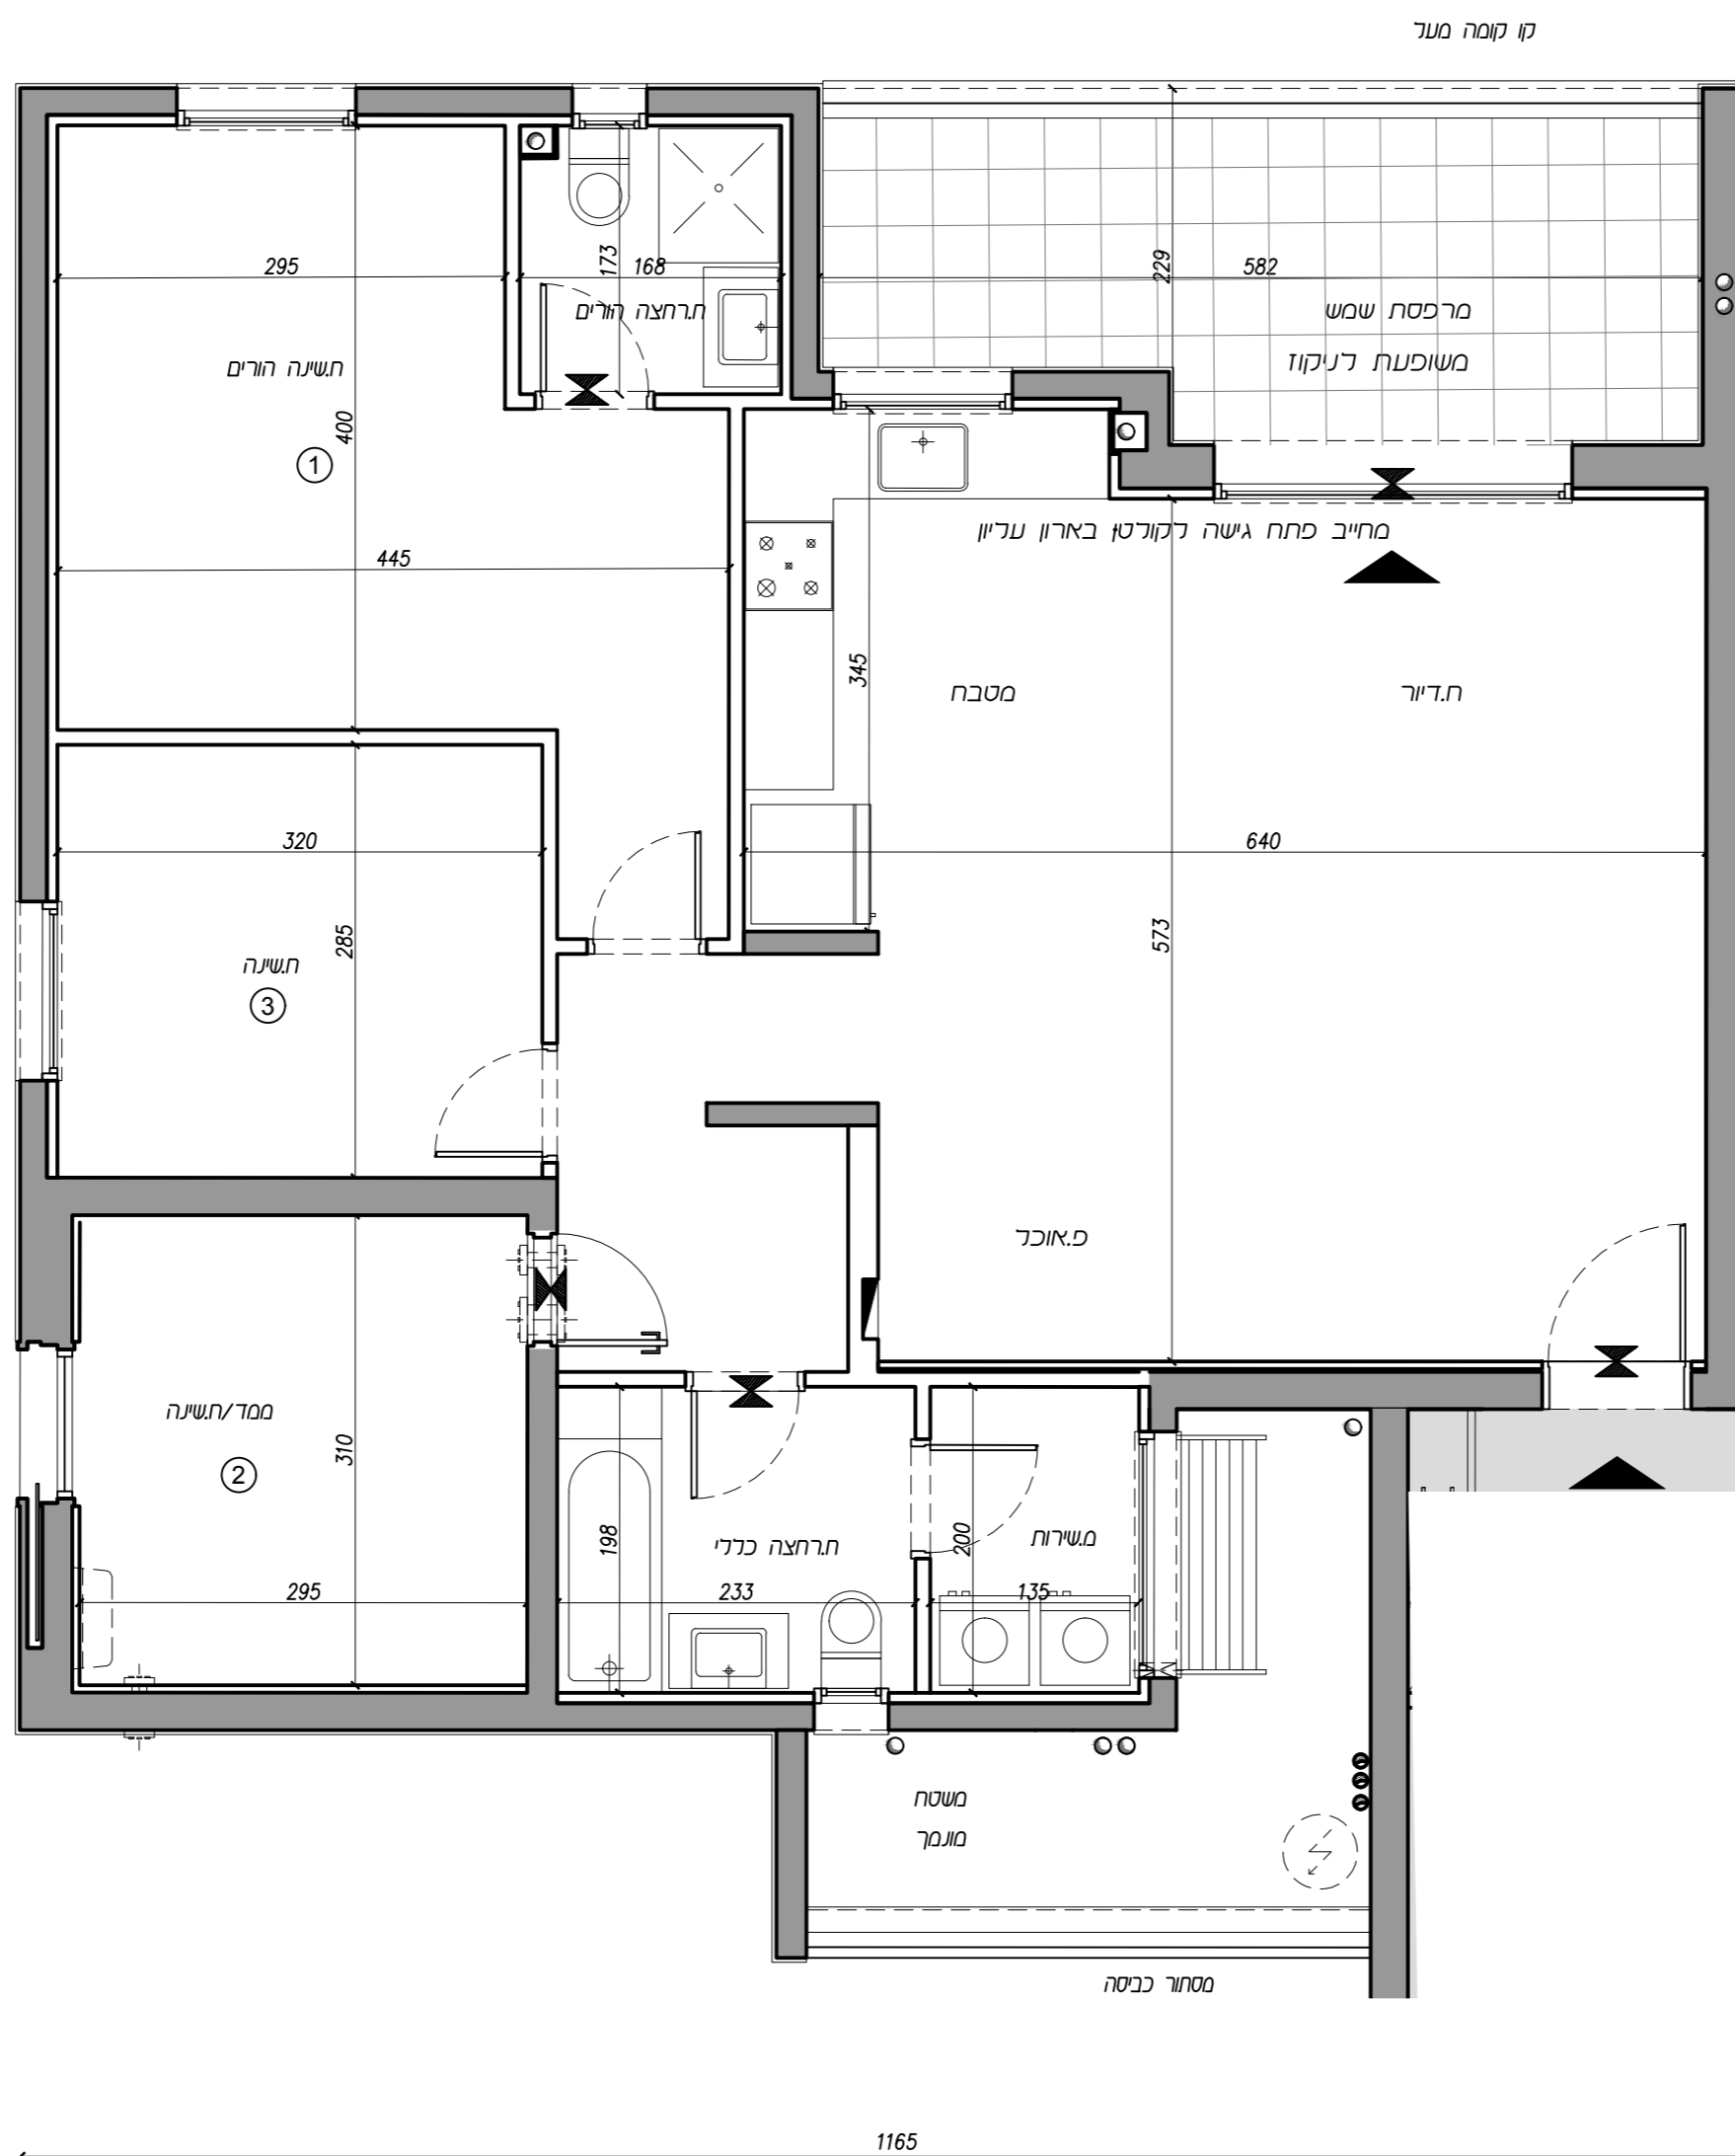 קו קומה מעל
295
173
168
229
582
ח.רחצה הורים
מרפסת שמש
משופעת לניקוז
ח.שינה הורים
400
1
מחייב פתח גישה לקולטן בארון עליון
445
345
מטבח
ח.דיור
320
640
285
573
ח.שינה
3
פ.אוכל
ממד/ח.שינה
310
2
198
ח.רחצה כללי
200
מ.שירות
295
233
135
משטח
מונמך
מסתור כביסה
1165